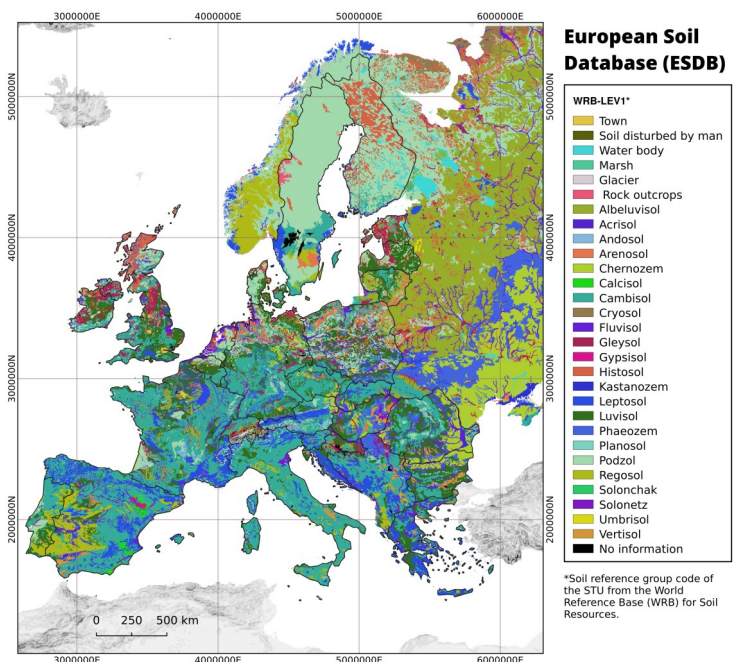 3000000E 4000000E 5000000E 6000000E
European Soil
Database (ESDB)
5000000N 5000000N
4000000N 4000000N
3000000N 3000000N
2000000N 2000000N
WRB-LEV1*
Town
Soil disturbed by man
Water body
Marsh
Glacier
Rock outcrops
Albeluvisol
Acrisol
Andosol
Arenosol
Chernozem
Calcisol
Cambisol
Cryosol
Fluvisol
Gleysol
Gypsisol
Histosol
Kastanozem
Leptosol
Luvisol
Phaeozem
Planosol
Podzol
Regosol
Solonchak
Solonetz
Umbrisol
Vertisol
No information
*Soil reference group code of
the STU from the World
Reference Base (WRB) for Soil
Resources.
0 250 500 km
3000000E 4000000E 5000000E 6000000E